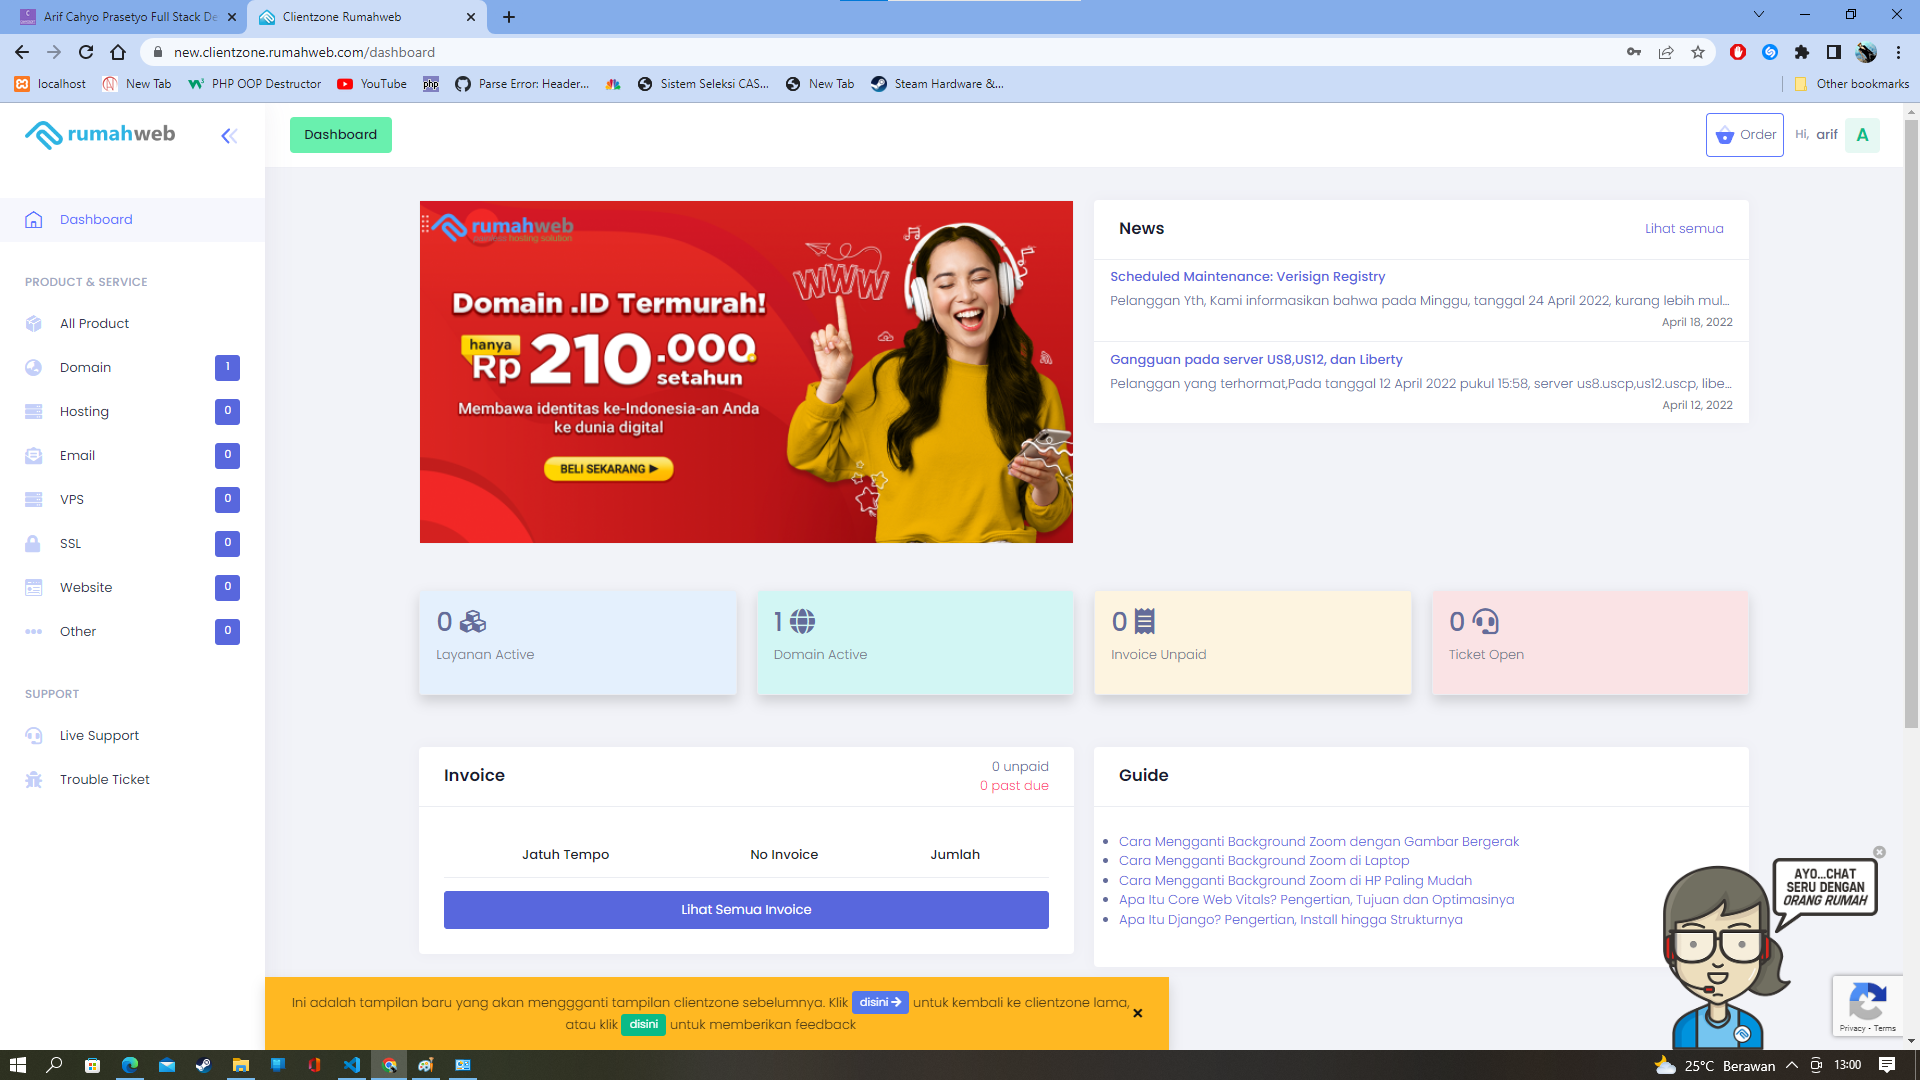 Arif Cahyo Prasetyo Full Stack De
Clientzone Rumahweb
new.clientzone.rumahweb.com/dashboard
localhost
New Tab
PHP OOP Destructor
YouTube
php
Parse Error: Header...
Sistem Seleksi CAS...
New Tab
Steam Hardware &...
Other bookmarks
rumahweb
Dashboard
Order
Hi, arif
A
Dashboard
PRODUCT & SERVICE
All Product
Domain 1
Hosting 0
Email 0
VPS 0
SSL 0
Website 0
Other 0
SUPPORT
Live Support
Trouble Ticket
rumahweb
business hosting solution
WWW
Domain .ID Termurah!
hanya
Rp 210.000
setahun
Membawa identitas ke-Indonesia-an Anda
ke dunia digital
BELI SEKARANG
News
Lihat semua
Scheduled Maintenance: Verisign Registry
Pelanggan Yth, Kami informasikan bahwa pada Minggu, tanggal 24 April 2022, kurang lebih mul...
April 18, 2022
Gangguan pada server US8,US12, dan Liberty
Pelanggan yang terhormat,Pada tanggal 12 April 2022 pukul 15:58, server us8.uscp,us12.uscp, libe...
April 12, 2022
0
Layanan Active
1
Domain Active
0
Invoice Unpaid
0
Ticket Open
Invoice
0 unpaid
0 past due
Jatuh Tempo No Invoice Jumlah
Lihat Semua Invoice
Guide
Cara Mengganti Background Zoom dengan Gambar Bergerak
Cara Mengganti Background Zoom di Laptop
Cara Mengganti Background Zoom di HP Paling Mudah
Apa Itu Core Web Vitals? Pengertian, Tujuan dan Optimasinya
Apa Itu Django? Pengertian, Install hingga Strukturnya
AYO...CHAT
SERU DENGAN
ORANG RUMAH
Privacy - Terms
Ini adalah tampilan baru yang akan menggganti tampilan clientzone sebelumnya. Klik disini → untuk kembali ke clientzone lama,
atau klik disini untuk memberikan feedback
25°C Berawan
13:00